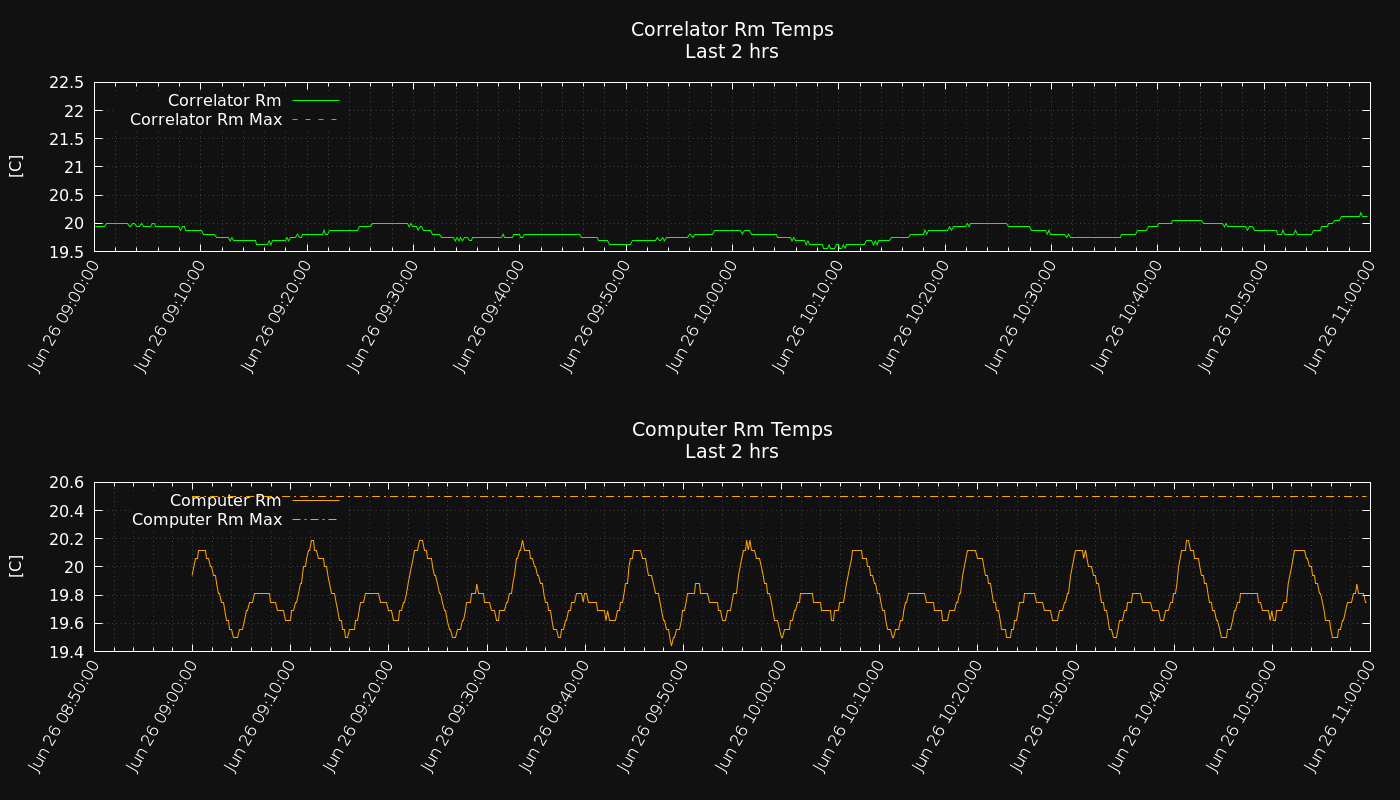 Correlator Rm Temps
Last 2 hrs
22.5
22
21.5
21
20.5
20
19.5
[C]
Correlator Rm
Correlator Rm Max
Jun 26 09:00:00
Jun 26 09:10:00
Jun 26 09:20:00
Jun 26 09:30:00
Jun 26 09:40:00
Jun 26 09:50:00
Jun 26 10:00:00
Jun 26 10:10:00
Jun 26 10:20:00
Jun 26 10:30:00
Jun 26 10:40:00
Jun 26 10:50:00
Jun 26 11:00:00
Computer Rm Temps
Last 2 hrs
20.6
20.4
20.2
20
19.8
19.6
19.4
[C]
Computer Rm
Computer Rm Max
Jun 26 08:50:00
Jun 26 09:00:00
Jun 26 09:10:00
Jun 26 09:20:00
Jun 26 09:30:00
Jun 26 09:40:00
Jun 26 09:50:00
Jun 26 10:00:00
Jun 26 10:10:00
Jun 26 10:20:00
Jun 26 10:30:00
Jun 26 10:40:00
Jun 26 10:50:00
Jun 26 11:00:00